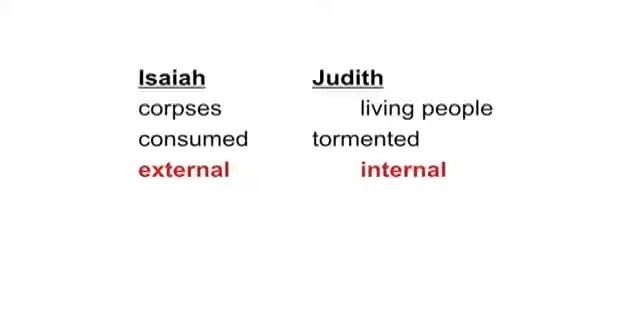 Isaiah Judith
corpses living people
consumed tormented
external internal